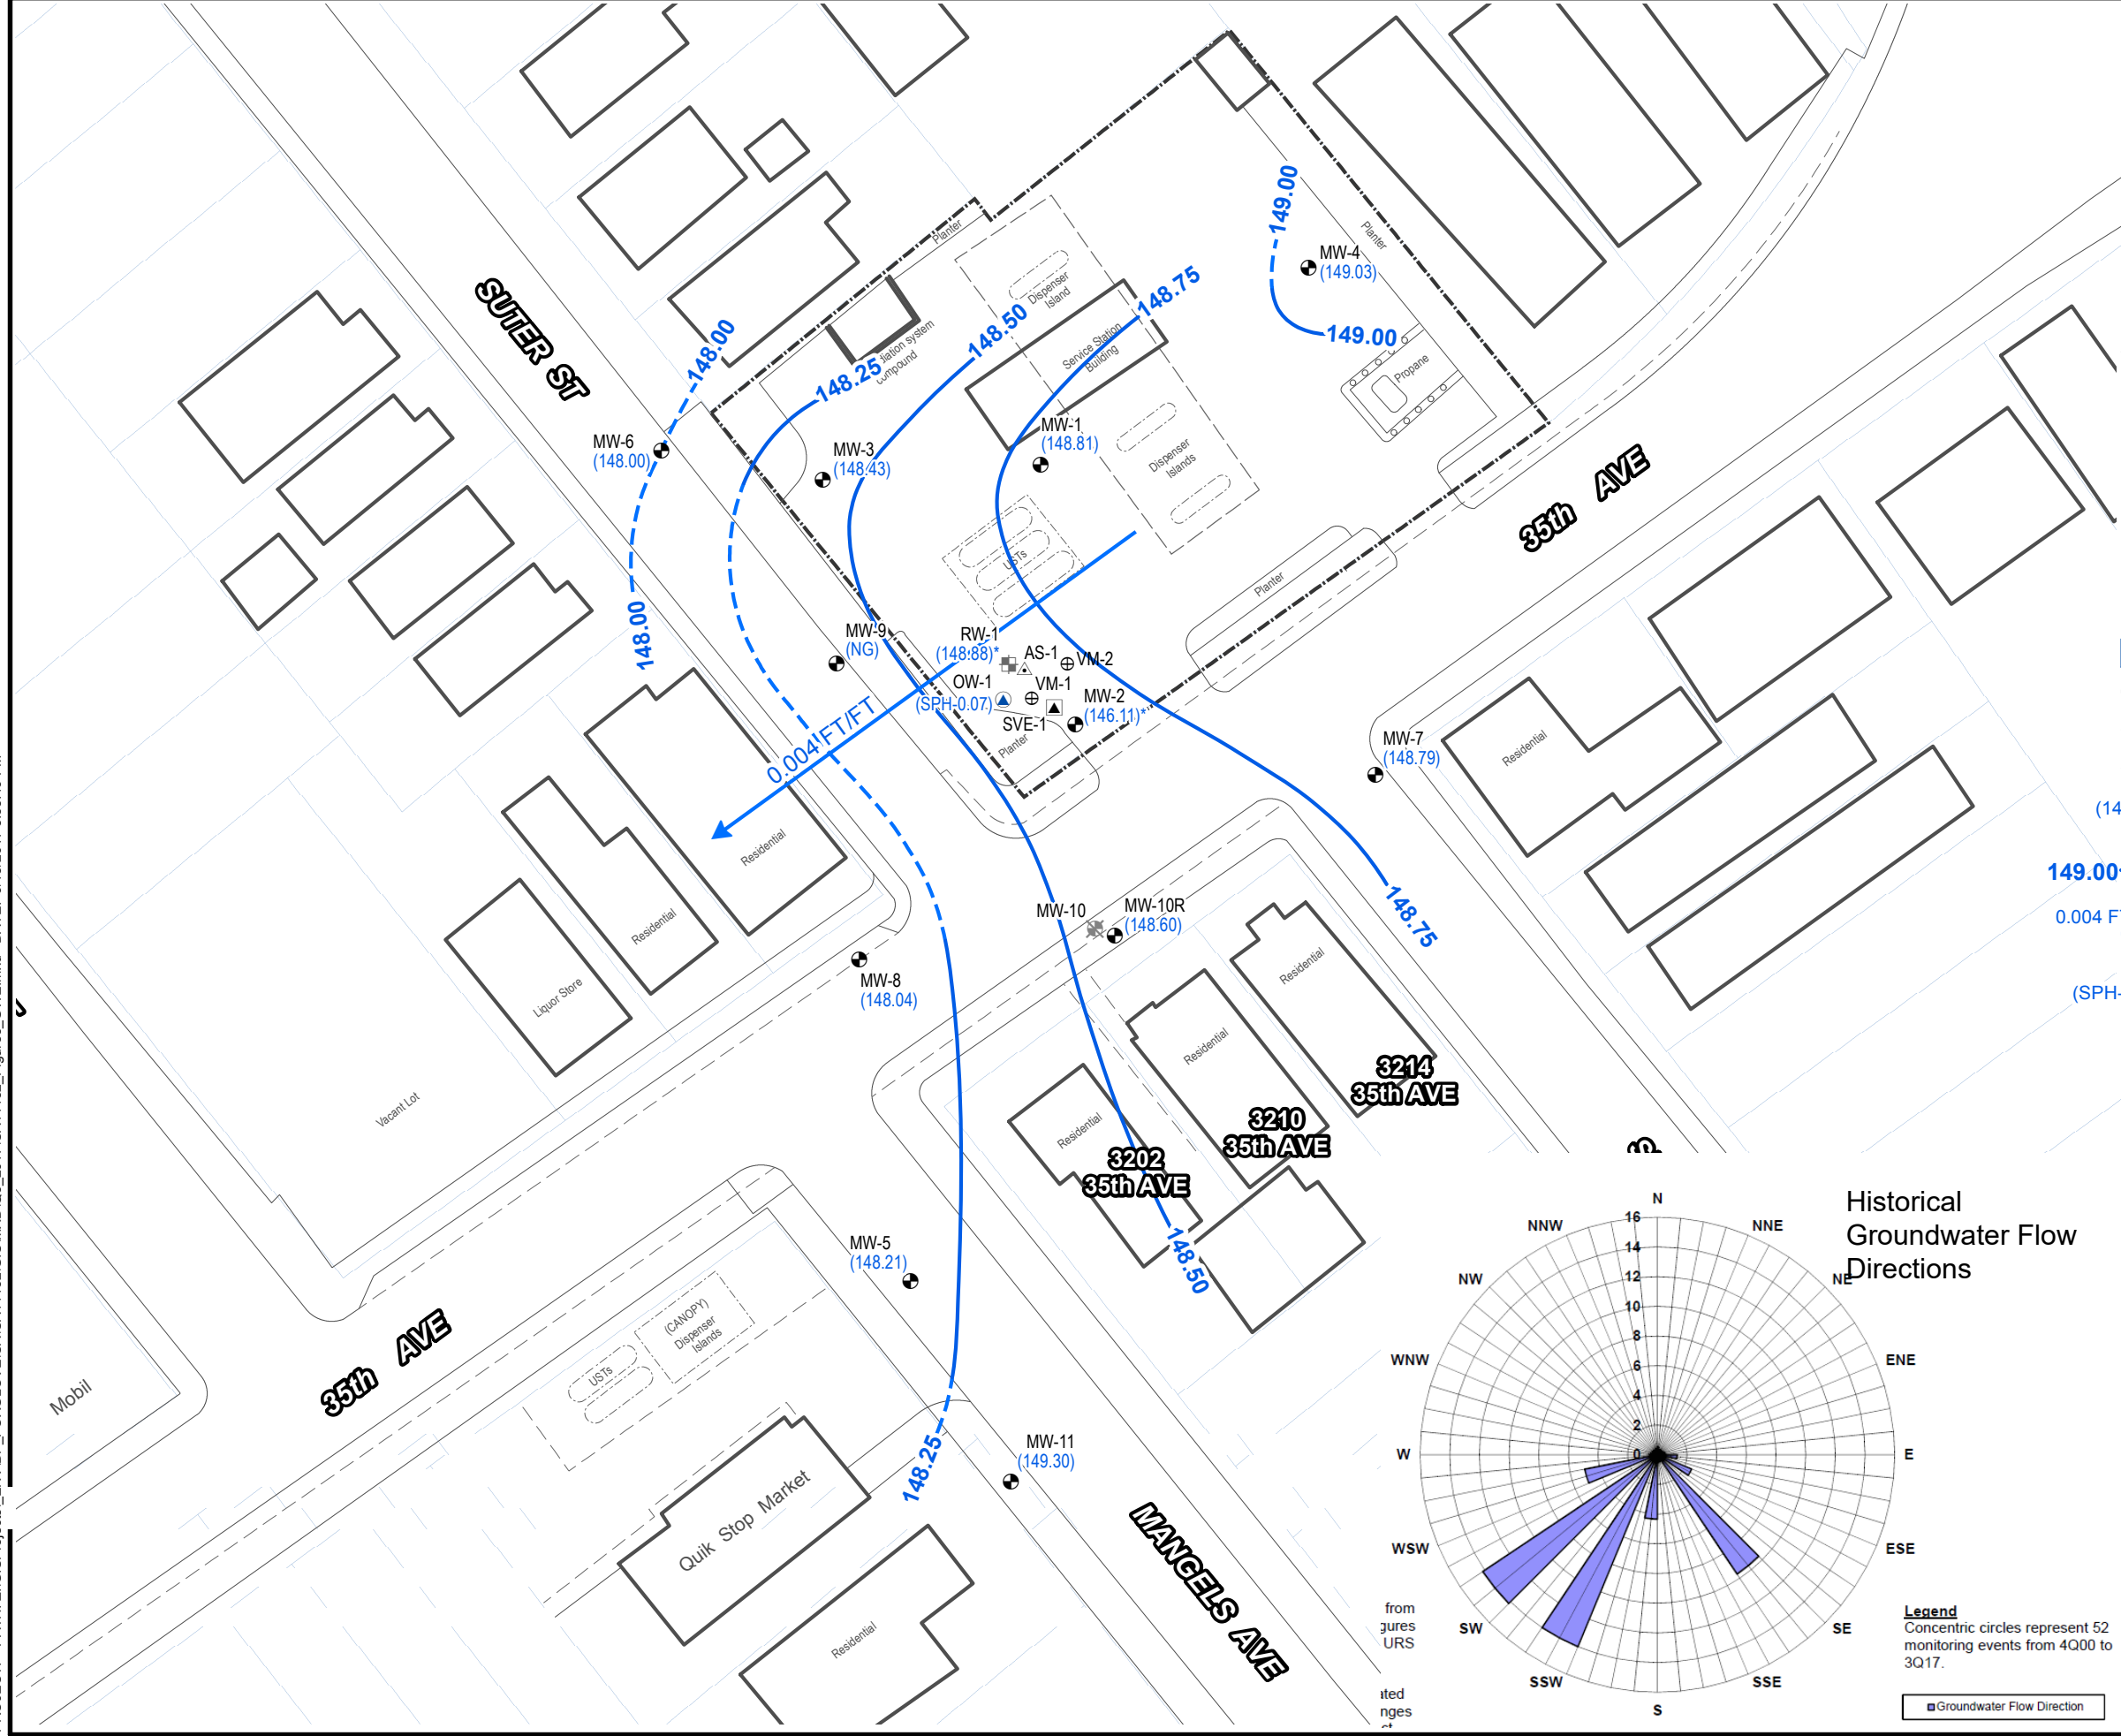 Planter
149.00
MW-4
(149.03)
Planter
Dispenser
Island
148.75
SUTER ST
148.50
148.00
Service Station
Building
149.00
148.25
compound
Propane
MW-6
(148.00)
MW-3
(148.43)
MW-1
(148.81)
Dispenser
Islands
35th AVE
USTs
Planter
148.00
MW-9
(NG)
RW-1
(148.88)*
AS-1
VM-2
OW-1
(SPH-0.07)
VM-1
MW-2
(146.11)*
SVE-1
Planter
0.004 FT/FT
MW-7
(148.79)
Residential
Residential
149.00
0.004 F
(SPH-
(14
148.75
MW-10
MW-10R
(148.60)
Residential
Residential
MW-8
(148.04)
Liquor Store
Residential
3214
35th AVE
Vacant Lot
Residential
3210
35th AVE
3202
35th AVE
148.50
MW-5
(148.21)
(CANOPY)
Dispenser
Islands
USTs
35th AVE
Mobil
148.25
MW-11
(149.30)
Quik Stop Market
Residential
MANGELS AVE
Historical
Groundwater Flow
Directions
N
NNE
NE
ENE
E
ESE
SE
SSE
S
SSW
SW
WSW
W
WNW
NW
NNW
16
14
12
10
8
6
4
2
0
from
gures
URS
nges
Legend
Concentric circles represent 52
monitoring events from 4Q00 to
3Q17.
Groundwater Flow Direction